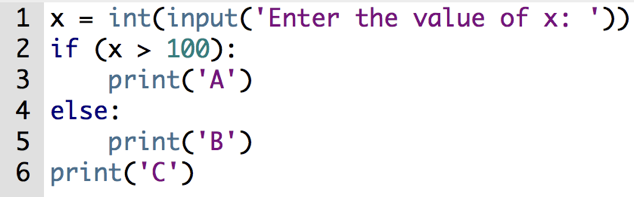 1 x = int(input('Enter the value of x: '))
2 if (x > 100):
3     print('A')
4 else:
5     print('B')
6 print('C')